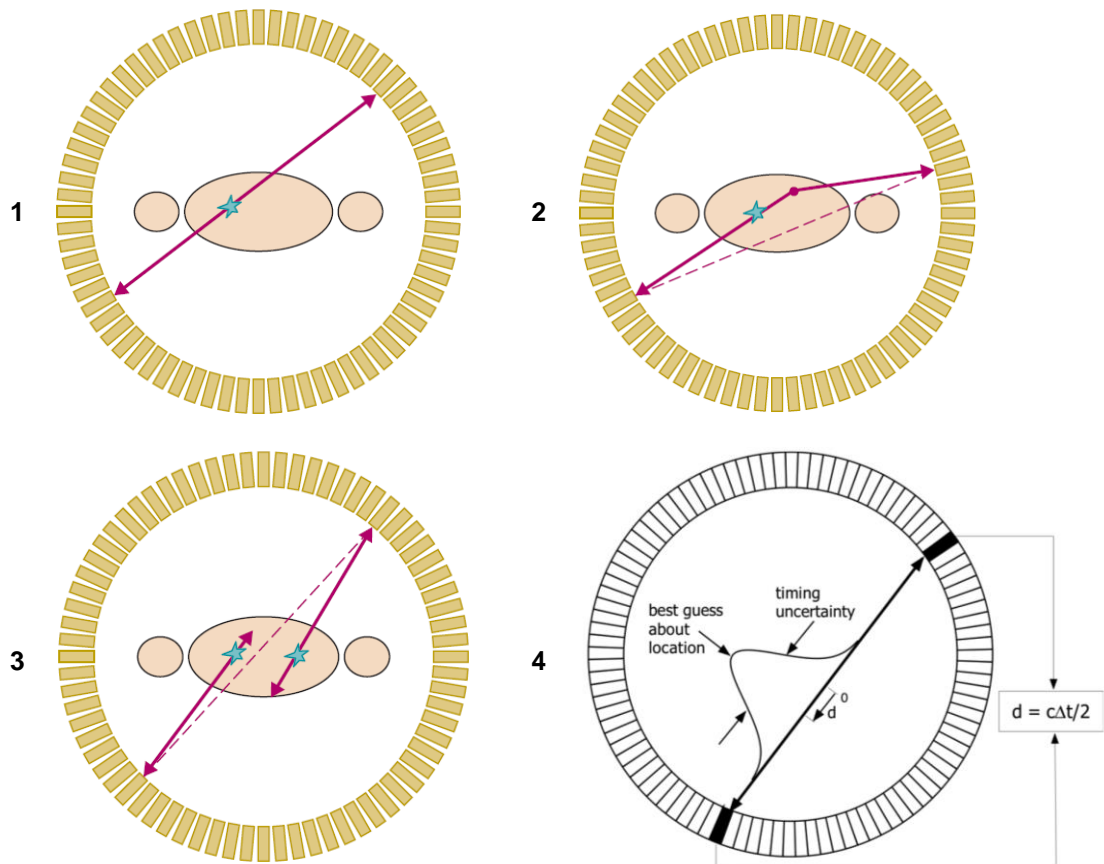 1
2
3
4
best guess
about
location
timing
uncertainty
0
d
d = cΔt/2